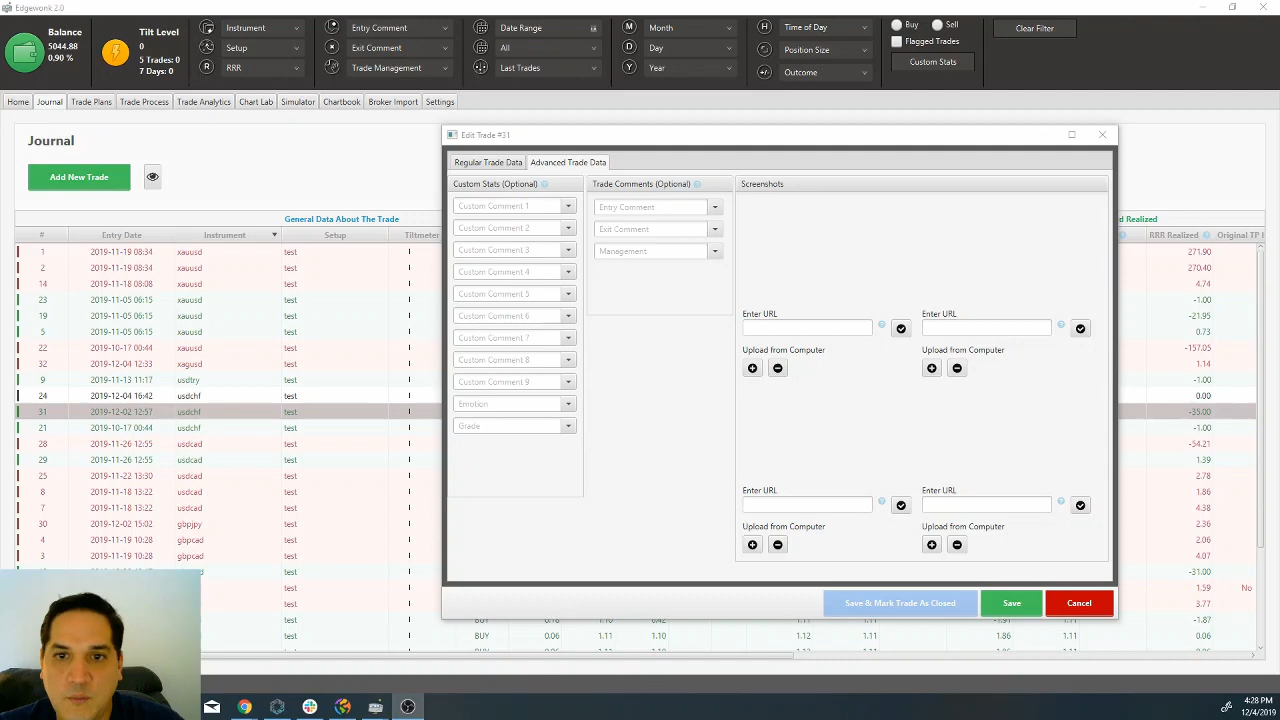 Edgewonk 2.0
Balance
5044.88
0.90 %
Tilt Level
0
5 Trades: 0
7 Days: 0
Instrument
Setup
R RRR
Entry Comment
Exit Comment
Trade Management
Date Range
All
Last Trades
M Month
D Day
Y Year
H Time of Day
Position Size
+/- Outcome
Buy Sell
Flagged Trades
Custom Stats
Clear Filter
Home Journal Trade Plans Trade Process Trade Analytics Chart Lab Simulator Chartbook Broker Import Settings
Journal
Add New Trade
General Data About The Trade
d Realized
# Entry Date Instrument Setup Tiltmeter RRR Realized Original TP H
1 2019-11-19 08:34 xauusd test 271.90
2 2019-11-19 08:34 xauusd test 270.40
14 2019-11-18 08:08 xauusd test 4.74
23 2019-11-05 06:15 xauusd test -1.00
19 2019-11-05 06:15 xauusd test -21.95
5 2019-11-05 06:15 xauusd test 0.73
22 2019-10-17 00:44 xauusd test -157.05
32 2019-12-04 12:33 xagusd test 1.14
9 2019-11-13 11:17 usdtry test -1.00
24 2019-12-04 16:42 usdchf test 0.00
31 2019-12-02 12:57 usdchf test -35.00
21 2019-10-17 00:44 usdchf test -1.00
28 2019-11-26 12:55 usdcad test -54.21
29 2019-11-26 12:55 usdcad test 1.39
25 2019-11-22 13:30 usdcad test 2.78
8 2019-11-18 13:22 usdcad test 1.86
7 2019-11-18 13:22 usdcad test 4.38
30 2019-12-02 15:02 gbpjpy test 2.36
4 2019-11-19 10:28 gbpcad test 2.06
3 2019-11-19 10:28 gbpcad test 4.07
test -31.00
test 1.59 No
test 3.77
test BUY 0.18 1.10 0.42 1.12 1.11 -1.91 1.11 2.06
test BUY 0.06 1.11 1.10 1.12 1.11 1.86 1.11 0.06
test
Edit Trade #31
Regular Trade Data Advanced Trade Data
Custom Stats (Optional)
Custom Comment 1
Custom Comment 2
Custom Comment 3
Custom Comment 4
Custom Comment 5
Custom Comment 6
Custom Comment 7
Custom Comment 8
Custom Comment 9
Emotion
Grade
Trade Comments (Optional)
Entry Comment
Exit Comment
Management
Screenshots
Enter URL Enter URL
Upload from Computer Upload from Computer
Enter URL Enter URL
Upload from Computer Upload from Computer
Save & Mark Trade As Closed Save Cancel
4:28 PM
12/4/2019